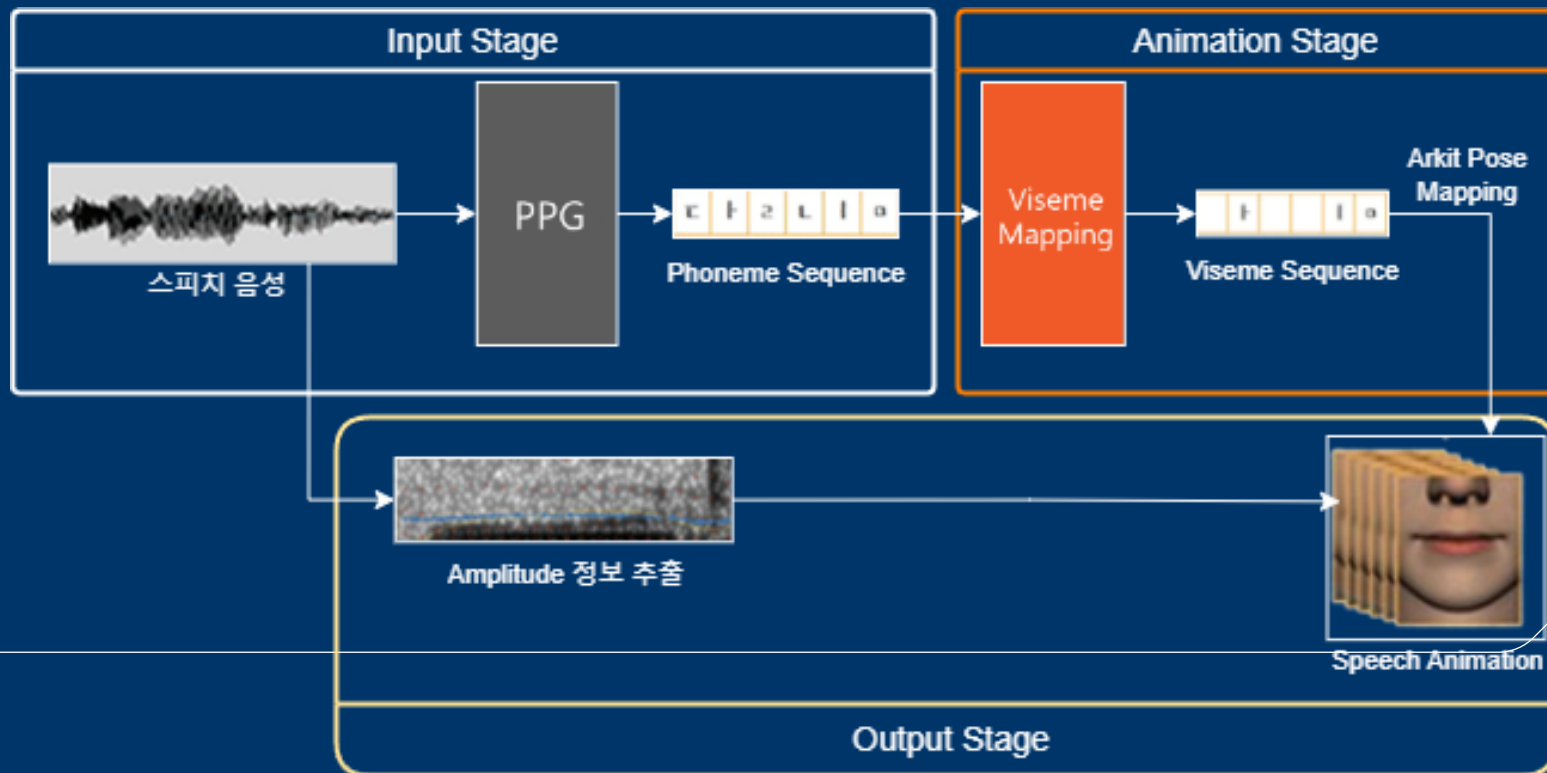 Input Stage
Animation Stage
스피치 음성
PPG
ㄷ ㅏ ㄹ ㄴ ㅣ ㅁ
Phoneme Sequence
Viseme
Mapping
ㅏ ㅣ ㅁ
Viseme Sequence
Arkit Pose
Mapping
Amplitude 정보 추출
Speech Animation
Output Stage